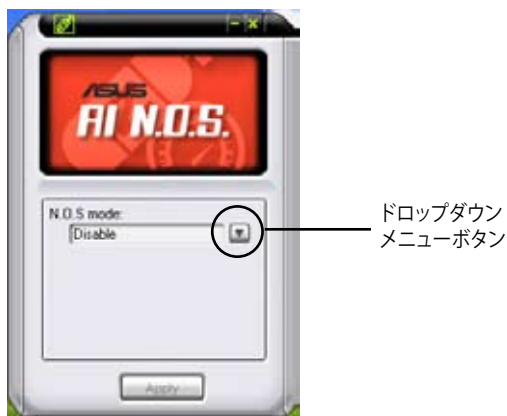 ASUS
AI N.O.S.
N.O.S mode:
Disable
Apply
ドロップダウン
メニューボタン